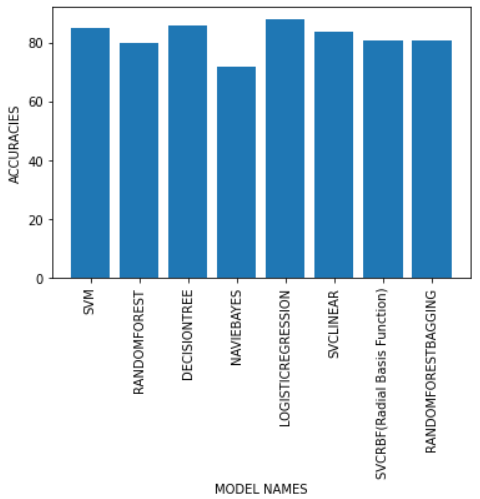 80
60
40
20
0
ACCURACIES
SVM
RANDOMFOREST
DECISIONTREE
NAVIEBAYES
LOGISTICREGRESSION
SVCLINEAR
SVCRBF(Radial Basis Function)
RANDOMFORESTBAGGING
MODEL NAMES